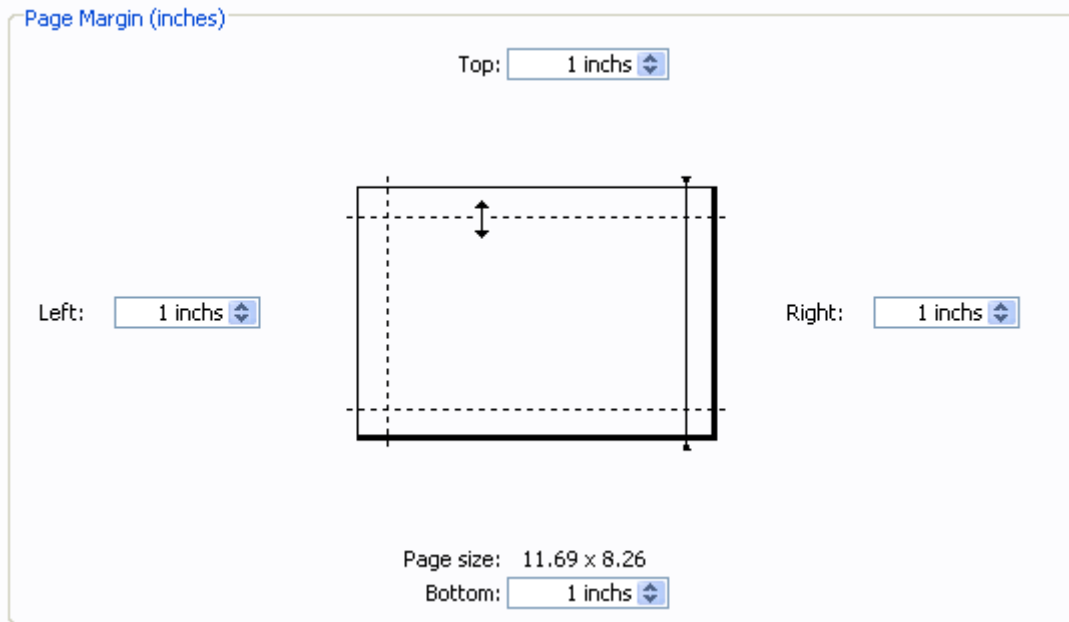 Page Margin (inches)
Top: 1 inchs
Left: 1 inchs
Right: 1 inchs
Page size: 11.69 x 8.26
Bottom: 1 inchs